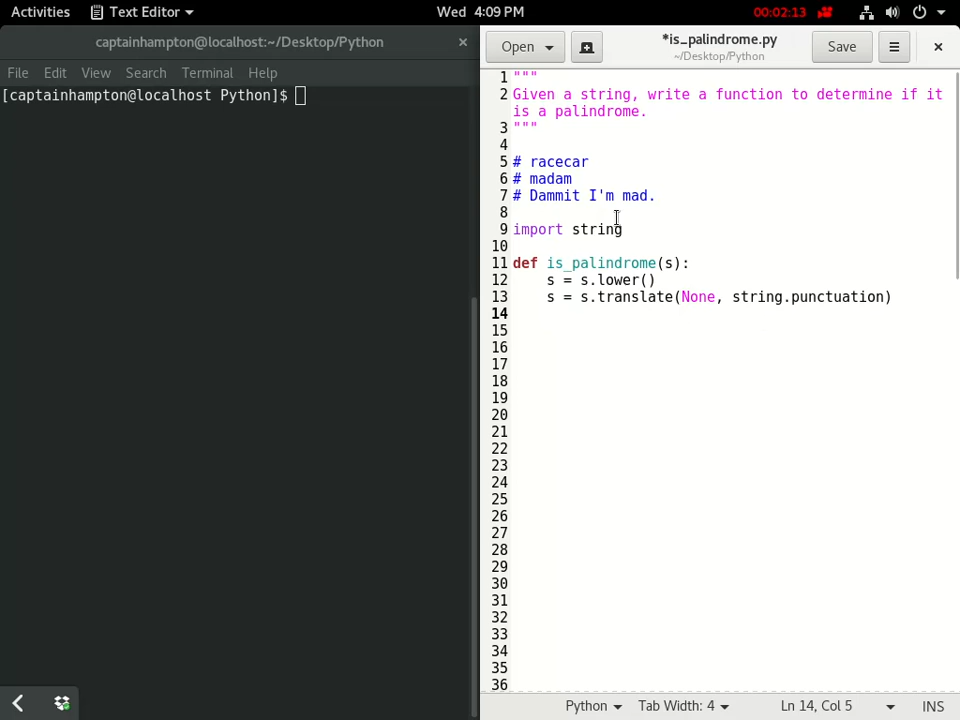 Activities Text Editor Wed 4:09 PM 00:02:13
captainhampton@localhost:~/Desktop/Python ×
File Edit View Search Terminal Help
[captainhampton@localhost Python]$
Open *is_palindrome.py Save
~/Desktop/Python
1 """
2 Given a string, write a function to determine if it
is a palindrome.
3 """
4
5 # racecar
6 # madam
7 # Dammit I'm mad.
8
9 import string
10
11 def is_palindrome(s):
12 s = s.lower()
13 s = s.translate(None, string.punctuation)
14
15
16
17
18
19
20
21
22
23
24
25
26
27
28
29
30
31
32
33
34
35
36
Python Tab Width: 4 Ln 14, Col 5 INS